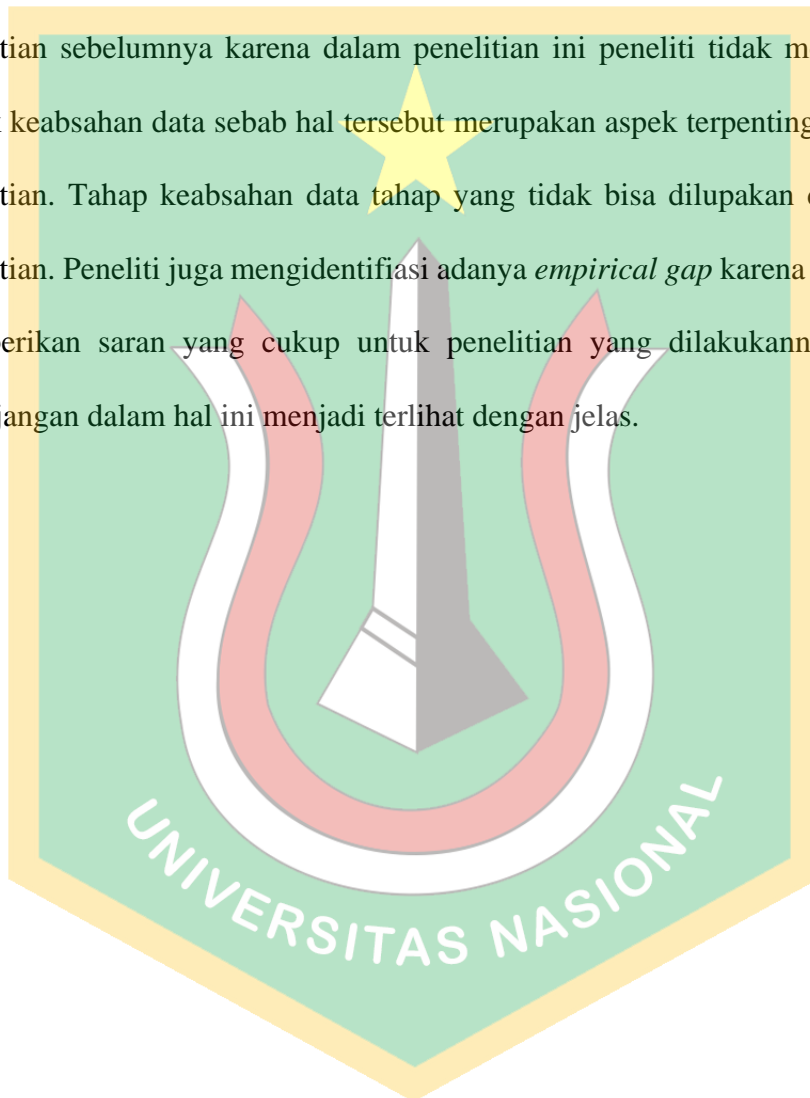 tian sebelumnya karena dalam penelitian ini peneliti tidak m
keabsahan data sebab hal tersebut merupakan aspek terpenting
tian. Tahap keabsahan data tahap yang tidak bisa dilupakan
tian. Peneliti juga mengidentifiasi adanya empirical gap karena
erikan saran yang cukup untuk penelitian yang dilakukann
jangan dalam hal ini menjadi terlihat dengan jelas.
UNIVERSITAS NASIONAL